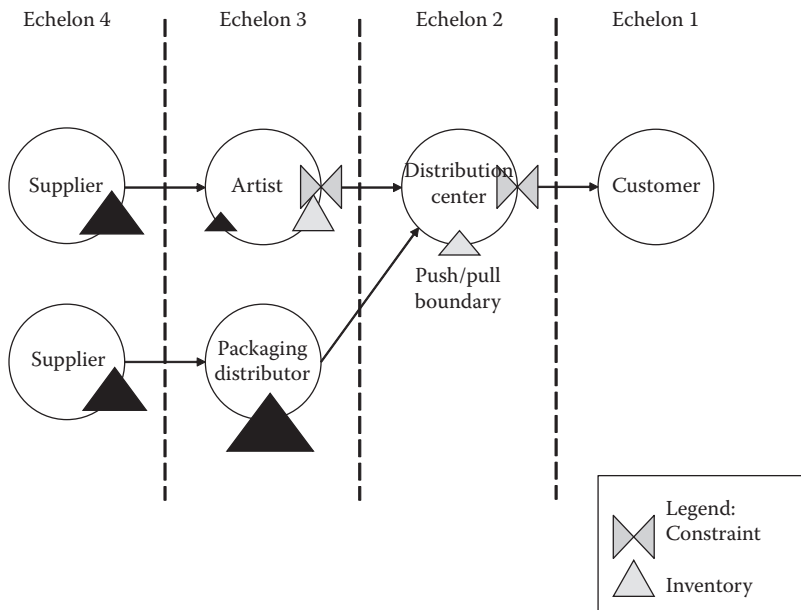 Echelon 4
Echelon 3
Echelon 2
Echelon 1
Supplier
Artist
Distribution
center
Customer
Push/pull
boundary
Supplier
Packaging
distributor
Legend:
Constraint
Inventory